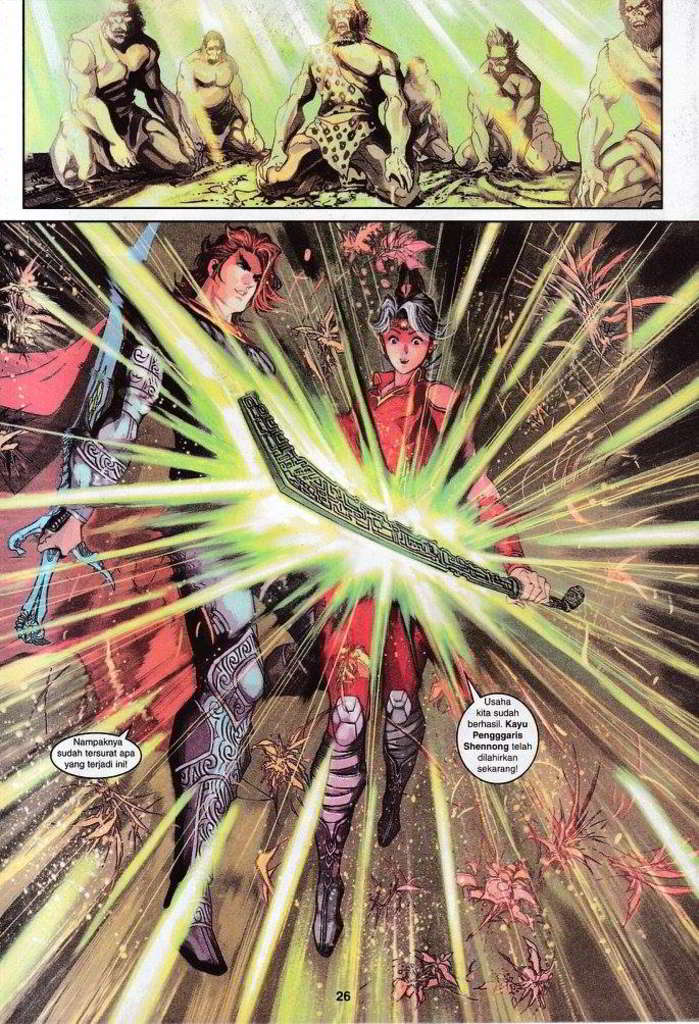 Nampaknya
sudah tersurat apa
yang terjadi ini!
Usaha
kita sudah
berhasil. Kayu
Pengggaris
Shennong telah
dilahirkan
sekarang!
26